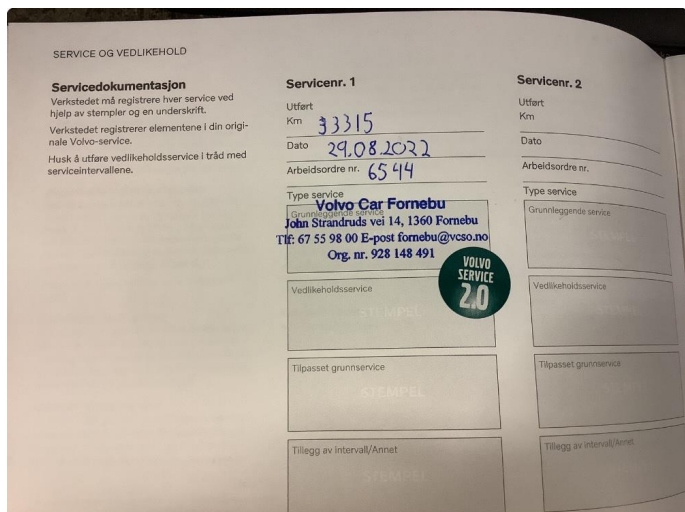 SERVICE OG VEDLIKEHOLD
Servicedokumentasjon
Verkstedet må registrere hver service ved
hjelp av stempler og en underskrift.
Verkstedet registrerer elementene i din origi-
nale Volvo-service.
Husk å utføre vedlikeholdsservice i tråd med
serviceintervallene.
Servicenr. 1
Utført
Km 33315
Dato 29.08.2022
Arbeidsordre nr. 6544
Type service
Grunnleggende service
Volvo Car Fornebu
John Strandruds vei 14, 1360 Fornebu
Tlf: 67 55 98 00 E-post fornebu@vcso.no
Org. nr. 928 148 491
VOLVO
SERVICE
2.0
Vedlikeholdsservice
STEMPEL
Tilpasset grunnservice
STEMPEL
Tillegg av intervall/Annet
STEMPEL
Servicenr. 2
Utført
Km
Dato
Arbeidsordre nr.
Type service
Grunnleggende service
Vedlikeholdsservice
Tilpasset grunnservice
Tillegg av intervall/Annet